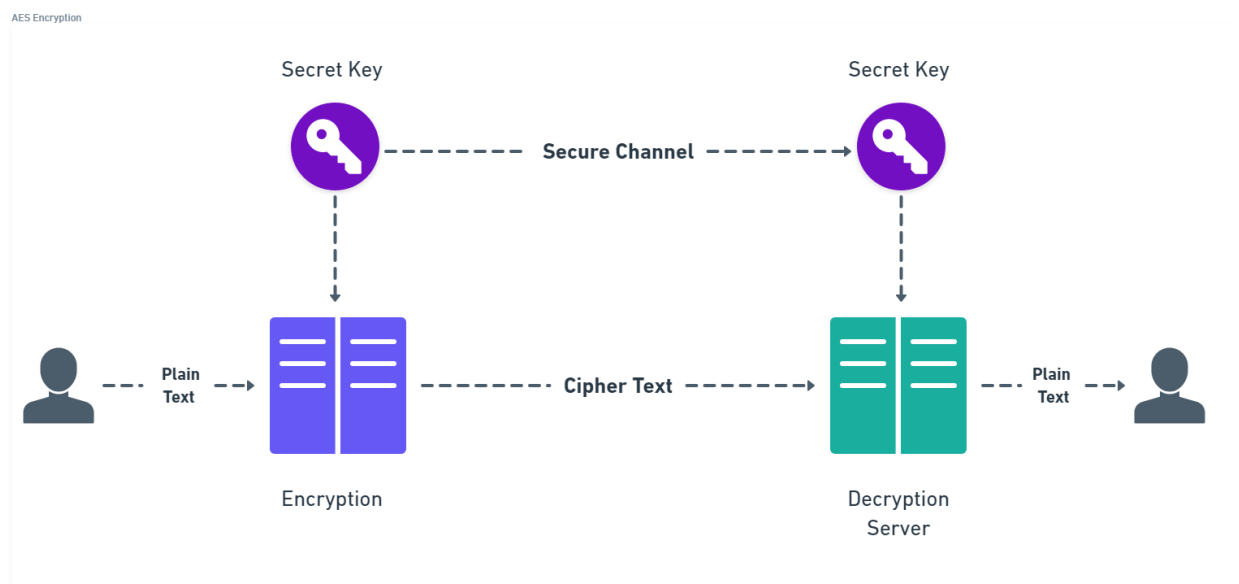 AES Encryption
Secret Key
Secret Key
Secure Channel
Plain
Text
Cipher Text
Plain
Text
Encryption
Decryption
Server